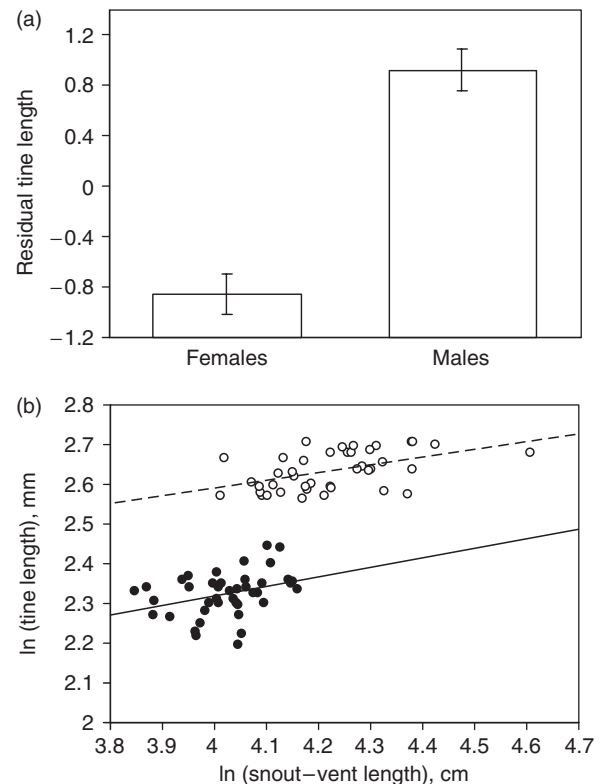 (a)
1.2
0.8
0.4
0
−0.4
−0.8
−1.2
Residual tine length
Females Males
(b)
2.8
2.7
2.6
2.5
2.4
2.3
2.2
2.1
2
ln (tine length), mm
3.8 3.9 4 4.1 4.2 4.3 4.4 4.5 4.6 4.7
ln (snout–vent length), cm